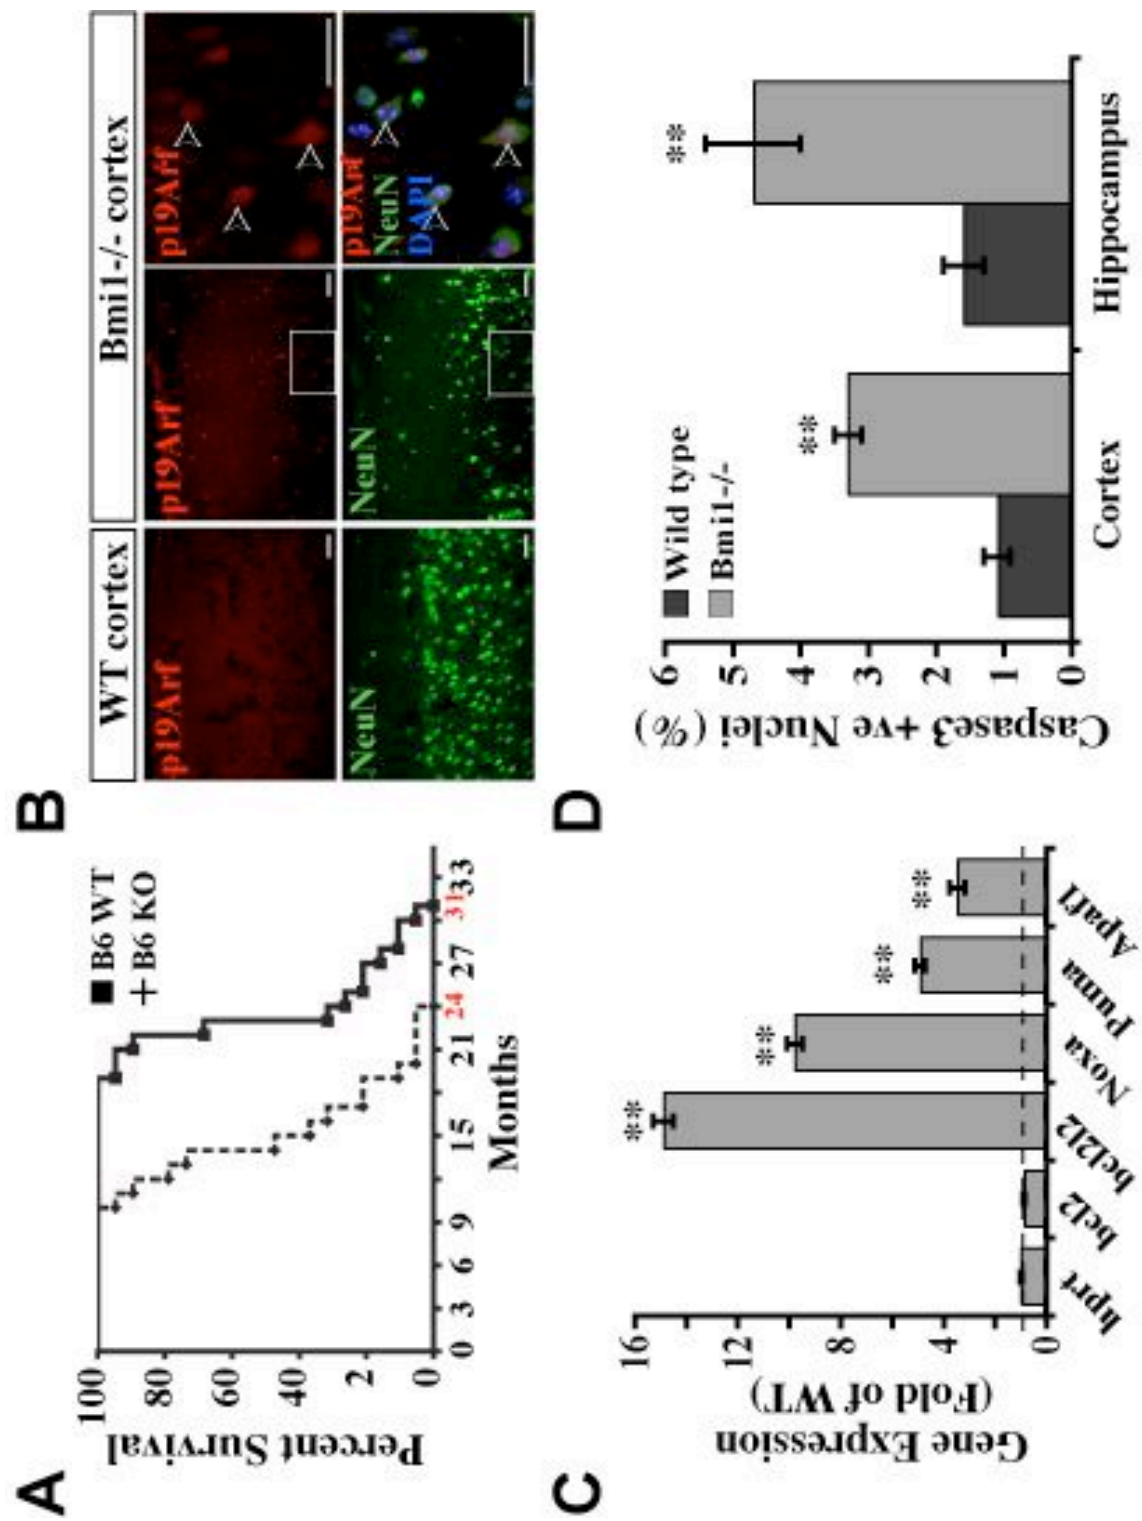 A
Percent Survival
100
80
60
40
2
0
0
3
6
9
15
21
27
33
24
31
Months
B6 WT
B6 KO
B
WT cortex
Bmi1-/- cortex
p19Arf
p19Arf
p19Arf
NeuN
NeuN
p19Arf
NeuN
DAPI
C
Gene Expression
(Fold of WT)
16
12
8
4
0
hprt
bcl2
bcl2l2
Noxa
Puma
Apaf1
**
**
**
**
D
Caspase3 +ve Nuclei (%)
6
5
4
3
2
1
0
Wild type
Bmi1-/-
**
**
Cortex
Hippocampus